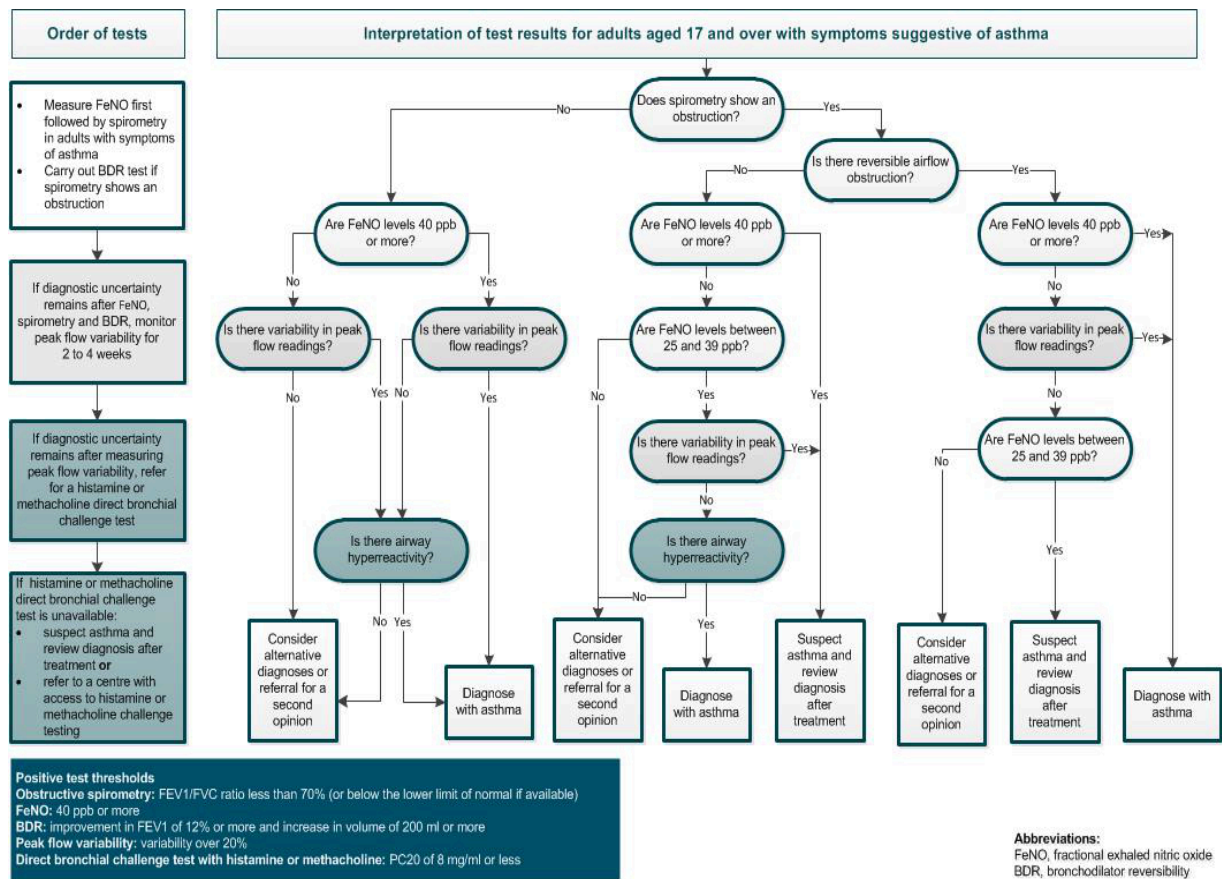 Order of tests
Interpretation of test results for adults aged 17 and over with symptoms suggestive of asthma
• Measure FeNO first
followed by spirometry
in adults with symptoms
of asthma
• Carry out BDR test if
spirometry shows an
obstruction
If diagnostic uncertainty
remains after FeNO,
spirometry and BDR, monitor
peak flow variability for
2 to 4 weeks
If diagnostic uncertainty
remains after measuring
peak flow variability, refer
for a histamine or
methacholine direct bronchial
challenge test
If histamine or methacholine
direct bronchial challenge
test is unavailable:
• suspect asthma and
review diagnosis after
treatment or
• refer to a centre with
access to histamine or
methacholine challenge
testing
Does spirometry show an
obstruction?
No
Yes
Is there reversible airflow
obstruction?
No
Yes
Are FeNO levels 40 ppb
or more?
No
Yes
Is there variability in peak
flow readings?
Is there variability in peak
flow readings?
No
Yes
No
Yes
Is there airway
hyperreactivity?
No
Yes
Consider
alternative
diagnoses or
referral for a
second
opinion
Diagnose
with asthma
Are FeNO levels 40 ppb
or more?
No
Yes
Are FeNO levels between
25 and 39 ppb?
No
Yes
Is there variability in peak
flow readings?
Yes
No
Is there airway
hyperreactivity?
No
Yes
Consider
alternative
diagnoses or
referral for a
second
opinion
Diagnose
with asthma
Suspect
asthma and
review
diagnosis
after
treatment
Are FeNO levels 40 ppb
or more?
Yes
No
Is there variability in peak
flow readings?
Yes
No
Are FeNO levels between
25 and 39 ppb?
No
Yes
Consider
alternative
diagnoses or
referral for a
second
opinion
Suspect
asthma and
review
diagnosis
after
treatment
Diagnose with
asthma
Positive test thresholds
Obstructive spirometry: FEV1/FVC ratio less than 70% (or below the lower limit of normal if available)
FeNO: 40 ppb or more
BDR: improvement in FEV1 of 12% or more and increase in volume of 200 ml or more
Peak flow variability: variability over 20%
Direct bronchial challenge test with histamine or methacholine: PC20 of 8 mg/ml or less
Abbreviations:
FeNO, fractional exhaled nitric oxide
BDR, bronchodilator reversibility